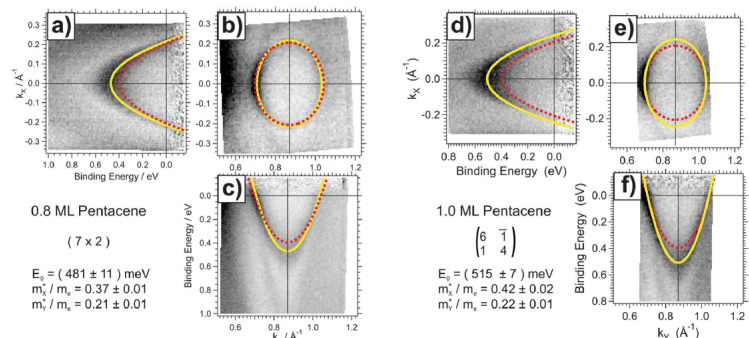 a)
0.3
0.2
0.1
0.0
-0.1
-0.2
-0.3
kX / Å-1
1.0 0.8 0.6 0.4 0.2 0.0
Binding Energy / eV
b)
0.6 0.8 1.0 1.2
c)
0.0
0.2
0.4
0.6
0.8
1.0
Binding Energy / eV
0.6 0.8 1.0 1.2
0.8 ML Pentacene
( 7 x 2 )
E0 = ( 481 ± 11 ) meV
m*X / me = 0.37 ± 0.01
m*Y / me = 0.21 ± 0.01
d)
0.2
0.0
-0.2
kX (Å-1)
0.8 0.6 0.4 0.2 0.0
Binding Energy (eV)
e)
0.2
0.0
-0.2
0.6 0.8 1.0 1.2
f)
0.0
0.2
0.4
0.6
0.8
Binding Energy (eV)
0.6 0.8 1.0 1.2
kY (Å-1)
1.0 ML Pentacene
6 1̅
1 4
E0 = ( 515 ± 7 ) meV
m*X / me = 0.42 ± 0.02
m*Y / me = 0.22 ± 0.01